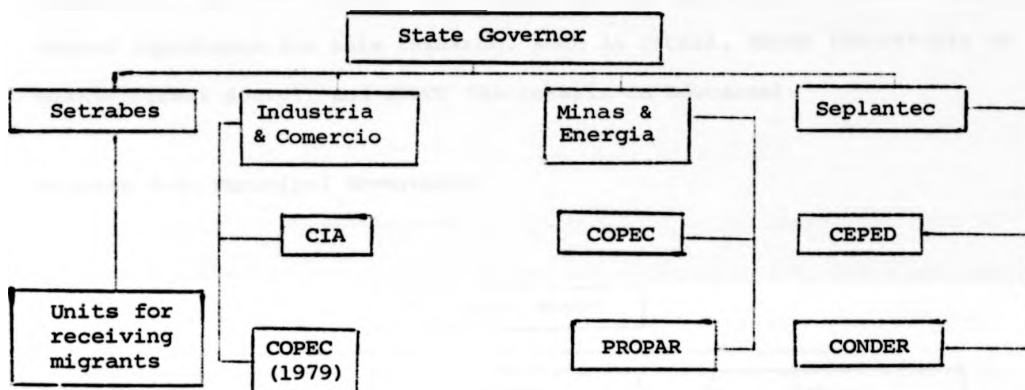 State Governor
Setrabes
Industria
& Comercio
Minas &
Energia
Seplantec
CIA
COPEC
CEPED
Units for
receiving
migrants
COPEC
(1979)
PROPAR
CONDER